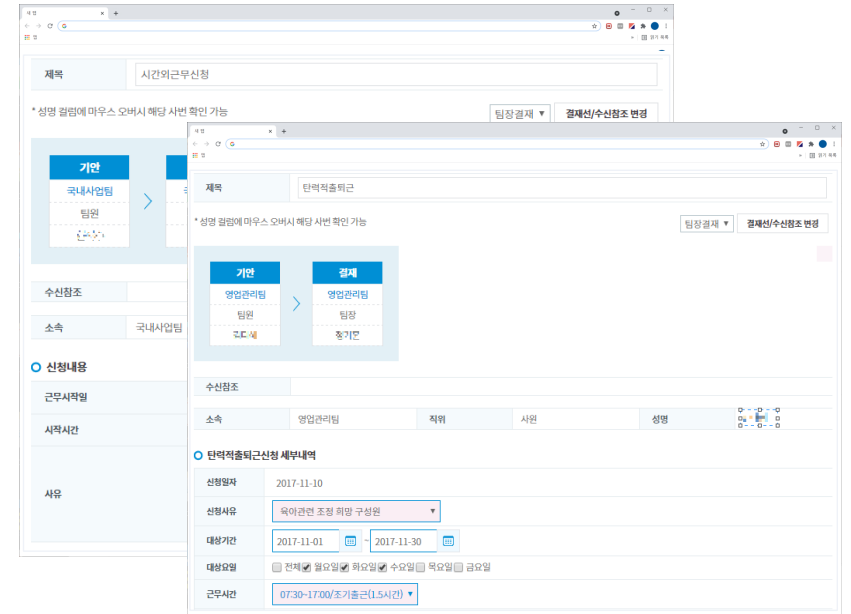 새 탭
제목 시간외근무신청
* 성명 컬럼에 마우스 오버시 해당 사번 확인 가능
팀장결재 ▼ 결재선/수신참조 변경
기안
국내사업팀
팀원
수신참조
소속 국내사업팀
신청내용
근무시작일
시작시간
사유
새 탭
제목 탄력적출퇴근
* 성명 컬럼에 마우스 오버시 해당 사번 확인 가능
팀장결재 ▼ 결재선/수신참조 변경
기안 결재
영업관리팀 영업관리팀
팀원 팀장
수신참조
소속 영업관리팀 직위 사원 성명
탄력적출퇴근신청 세부내역
신청일자 2017-11-10
신청사유 육아관련 조정 희망 구성원 ▼
대상기간 2017-11-01 ~ 2017-11-30
대상요일 전체 월요일 화요일 수요일 목요일 금요일
근무시간 07:30~17:00/조기출근(1.5시간) ▼